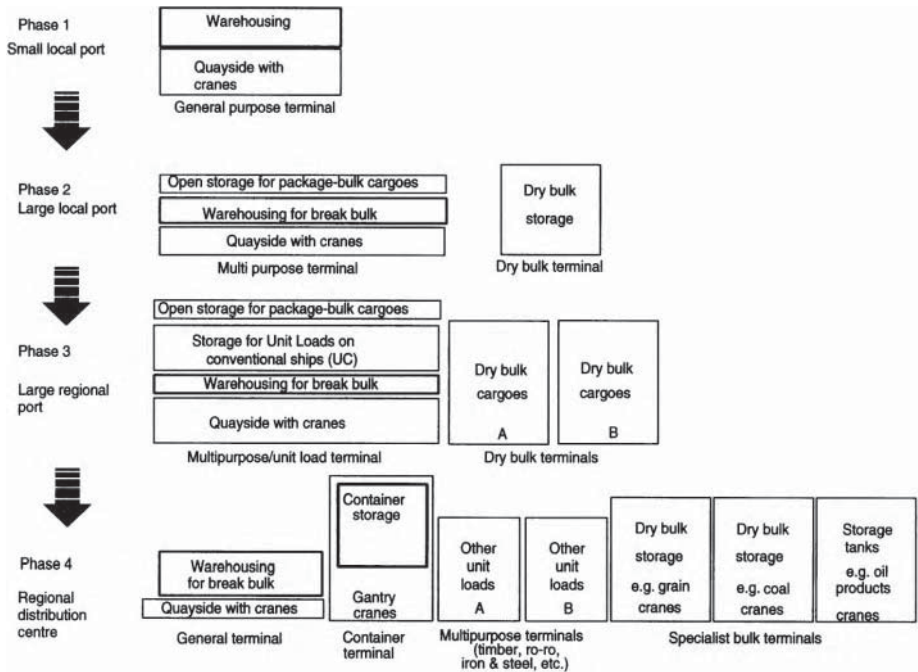 Phase 1
Small local port
Warehousing
Quayside with
cranes
General purpose terminal
Phase 2
Large local port
Open storage for package-bulk cargoes
Warehousing for break bulk
Quayside with cranes
Multi purpose terminal
Dry bulk
storage
Dry bulk terminal
Phase 3
Large regional
port
Open storage for package-bulk cargoes
Storage for Unit Loads on
conventional ships (UC)
Warehousing for break bulk
Quayside with cranes
Multipurpose/unit load terminal
Dry bulk
cargoes
A
Dry bulk
cargoes
B
Dry bulk terminals
Phase 4
Regional
distribution
centre
Warehousing
for break bulk
Quayside with cranes
General terminal
Container
storage
Gantry
cranes
Container
terminal
Other
unit
loads
A
Other
unit
loads
B
Multipurpose terminals
(timber, ro-ro,
iron & steel, etc.)
Dry bulk
storage
e.g. grain
cranes
Dry bulk
storage
e.g. coal
cranes
Storage
tanks
e.g. oil
products
cranes
Specialist bulk terminals